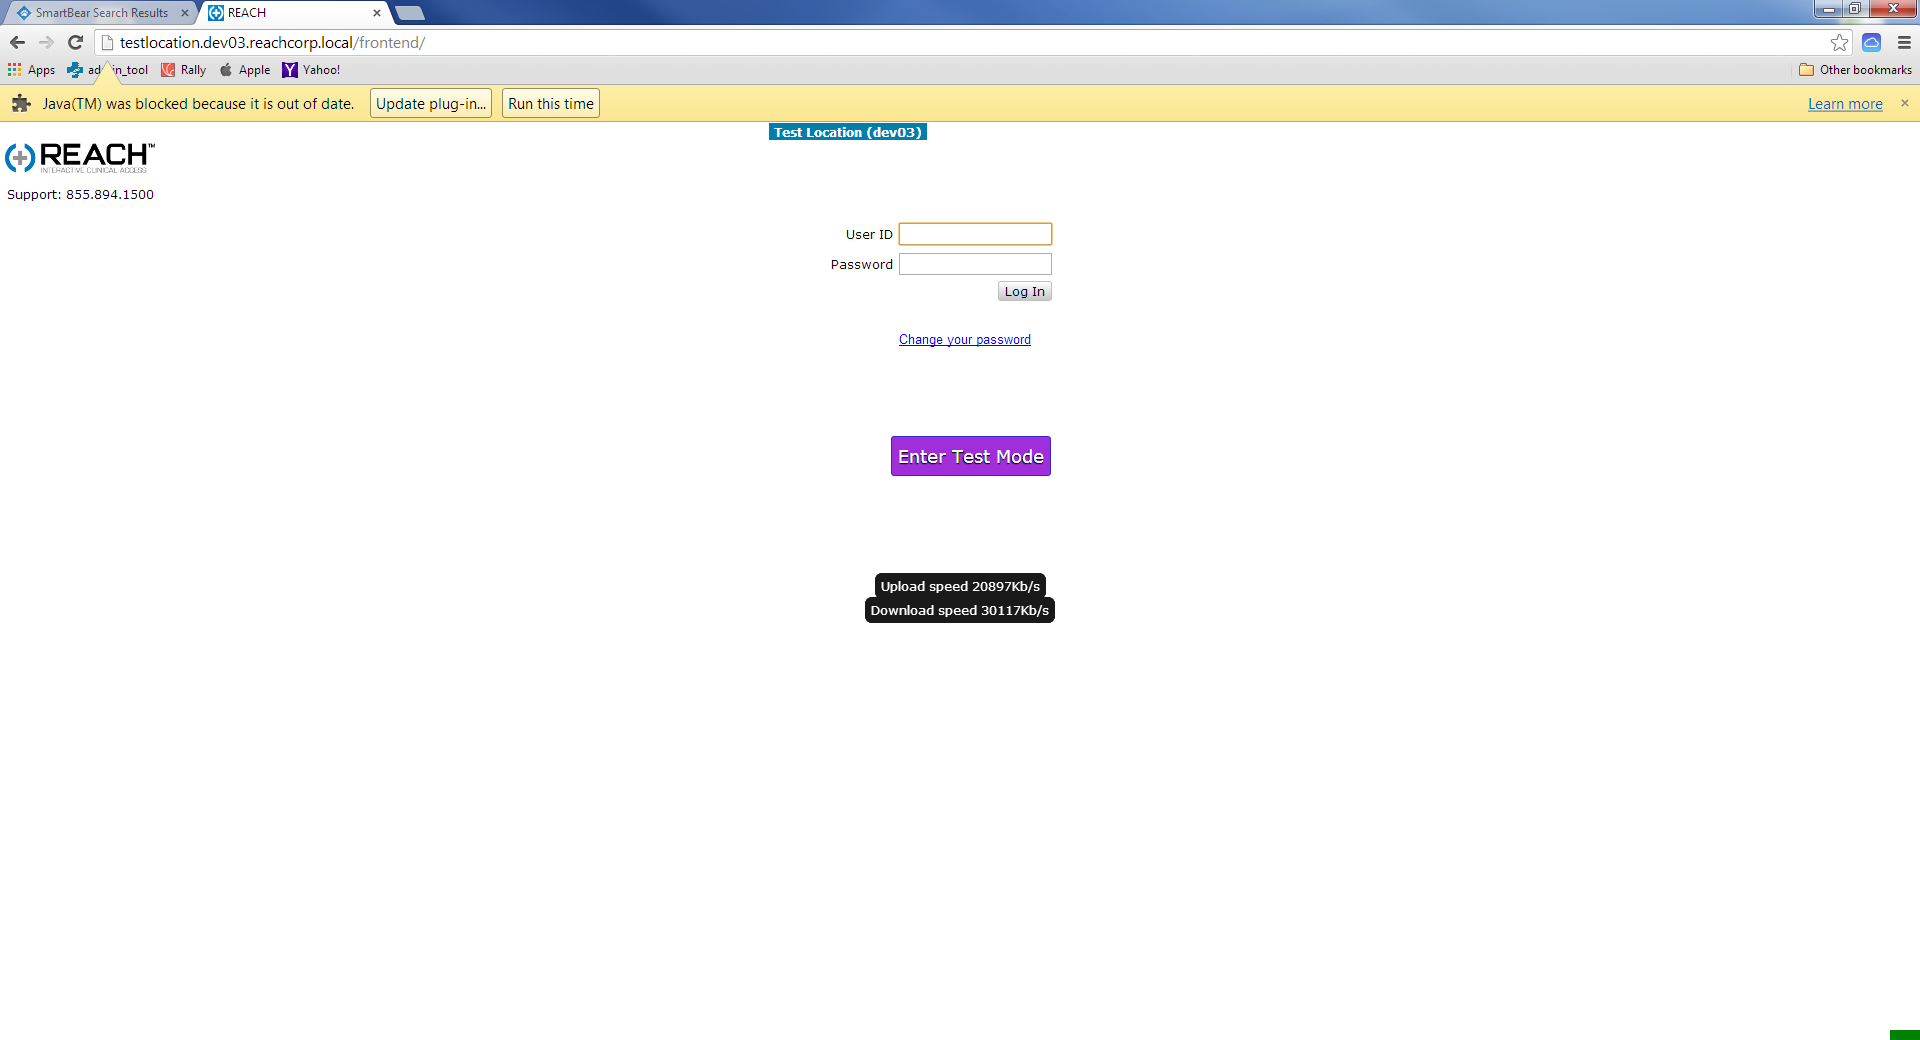 SmartBear Search Results
REACH
testlocation.dev03.reachcorp.local/frontend/
Apps
Rally
Apple
Yahoo!
Other bookmarks
Java(TM) was blocked because it is out of date.
Update plug-in...
Run this time
Learn more
Test Location (dev03)
REACH™
INTERACTIVE CLINICAL ACCESS
Support: 855.894.1500
User ID
Password
Log In
Change your password
Enter Test Mode
Upload speed 20897Kb/s
Download speed 30117Kb/s